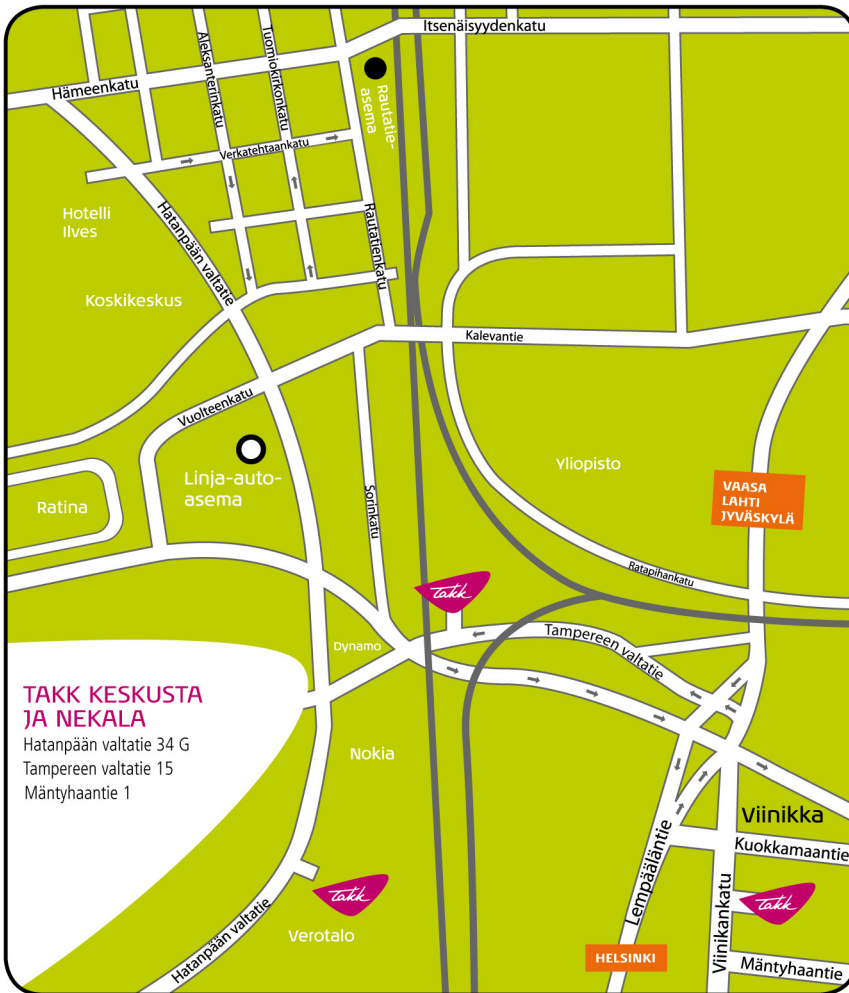 Itsenäisyydenkatu
Aleksanterinkatu
Tuomiokirkonkatu
Hämeenkatu
Rautatie-
asema
Verkatehtaankatu
Hotelli
Ilves
Hatanpään valtatie
Rautatienkatu
Koskikeskus
Kalevantie
Vuolteenkatu
Linja-auto-
asema
Yliopisto
VAASA
LAHTI
JYVÄSKYLÄ
Ratina
Sorinkatu
Ratapihankatu
takk
Tampereen valtatie
Dynamo
TAKK KESKUSTA
JA NEKALA
Hatanpään valtatie 34 G
Tampereen valtatie 15
Mäntyhaantie 1
Nokia
Viinikka
Kuokkamaantie
Lempääläntie
takk
takk
Viinikankatu
Verotalo
Hatanpään valtatie
HELSINKI
Mäntyhaantie